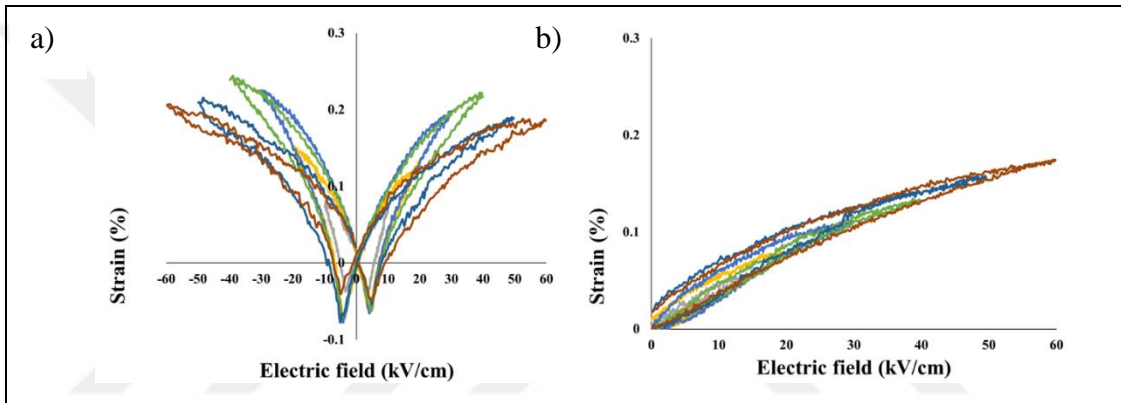 a)
0.3
0.2
0.1
0
-0.1
-60 -50 -40 -30 -20 -10 0 10 20 30 40 50 60
Strain (%)
Electric field (kV/cm)
b)
0.3
0.2
0.1
0
0 10 20 30 40 50 60
Strain (%)
Electric field (kV/cm)